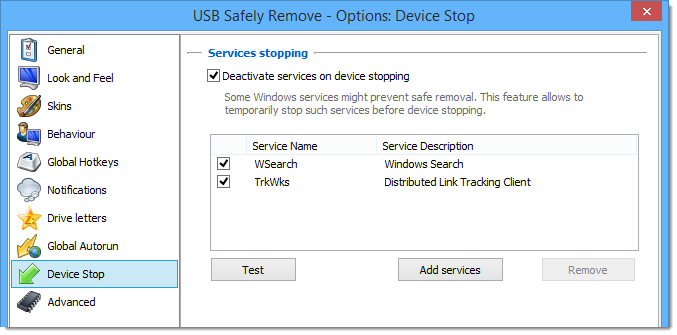 USB Safely Remove - Options: Device Stop
General
Look and Feel
Skins
Behaviour
Global Hotkeys
Notifications
Drive letters
Global Autorun
Device Stop
Advanced
Services stopping
Deactivate services on device stopping
Some Windows services might prevent safe removal. This feature allows to
temporarily stop such services before device stopping.
Service Name Service Description
WSearch Windows Search
TrkWks Distributed Link Tracking Client
Test Add services Remove